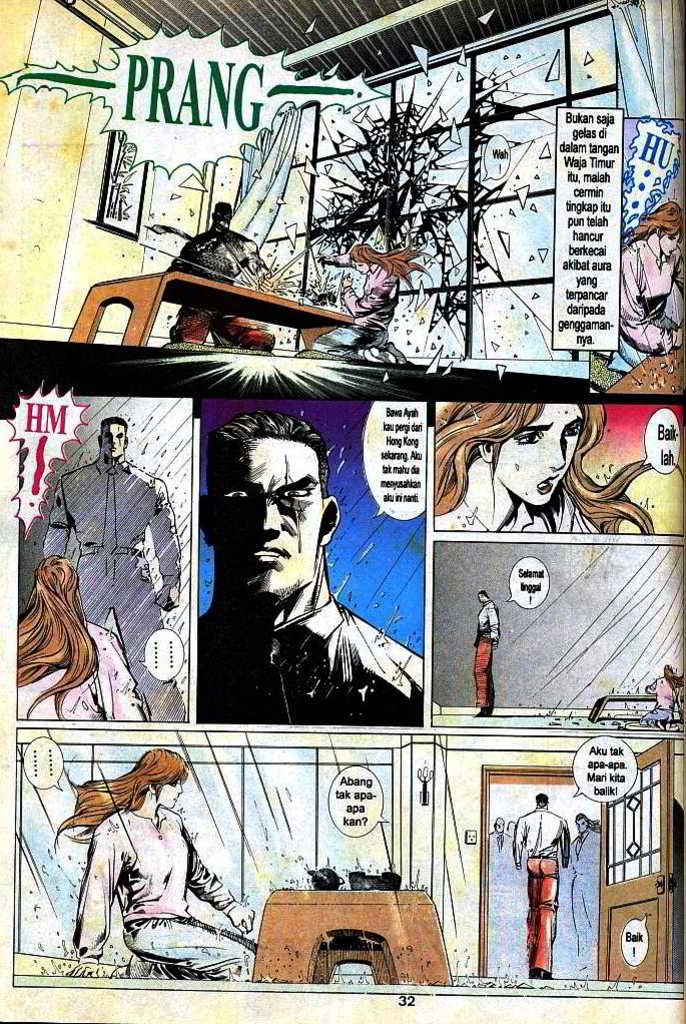 PRANG
Wah
!
Bukan saja
gelas di
dalam tangan
Waja Timur
itu, malah
cermin
tingkap itu
pun telah
hancur
berkecai
akibat aura
yang
terpancar
daripada
genggaman-
nya.
HU
HM
!
. . . .
. . . .
Bawa Ayah
kau pergi dari
Hong Kong
sekarang. Aku
tak mahu dia
menyusahkan
aku ini nanti.
Baik-
lah.
Selamat
tinggal
!
. . . .
. . . .
Abang
tak apa-
apa
kan?
Aku tak
apa-apa.
Mari kita
balik!
Baik
!
32